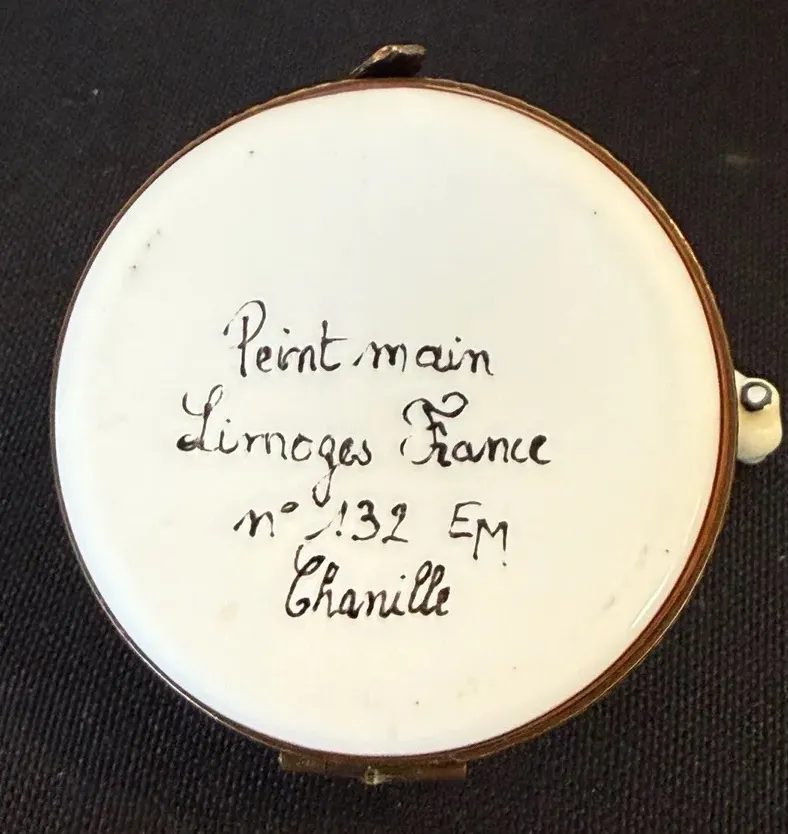 Peint main
Limoges France
n° 132 EM
Chanille